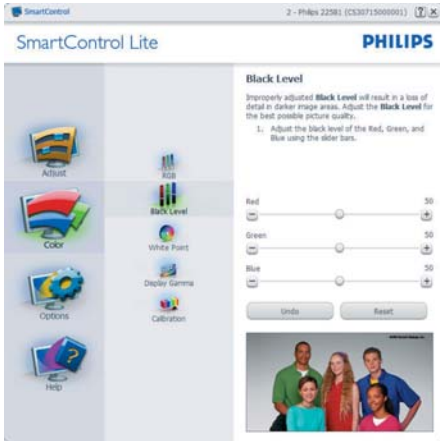 SmartControl
2 - Philips 225B1 (CS30715000001)
SmartControl Lite
PHILIPS
Adjust
Color
Options
Help
RGB
Black Level
White Point
Display Gamma
Calibration
Black Level
Improperly adjusted Black Level will result in a loss of
detail in darker image areas. Adjust the Black Level for
the best possible picture quality.
1. Adjust the black level of the Red, Green, and
Blue using the slider bars.
Red 50
Green 50
Blue 50
Undo Reset